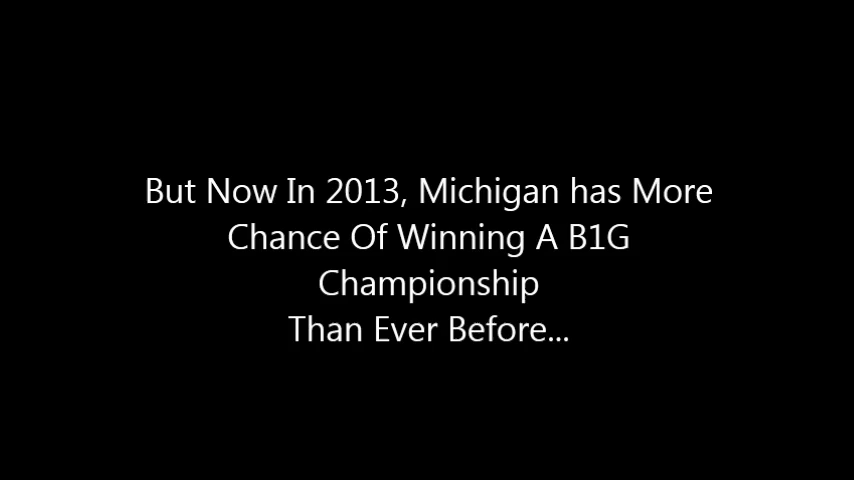 But Now In 2013, Michigan has More
Chance Of Winning A B1G
Championship
Than Ever Before...